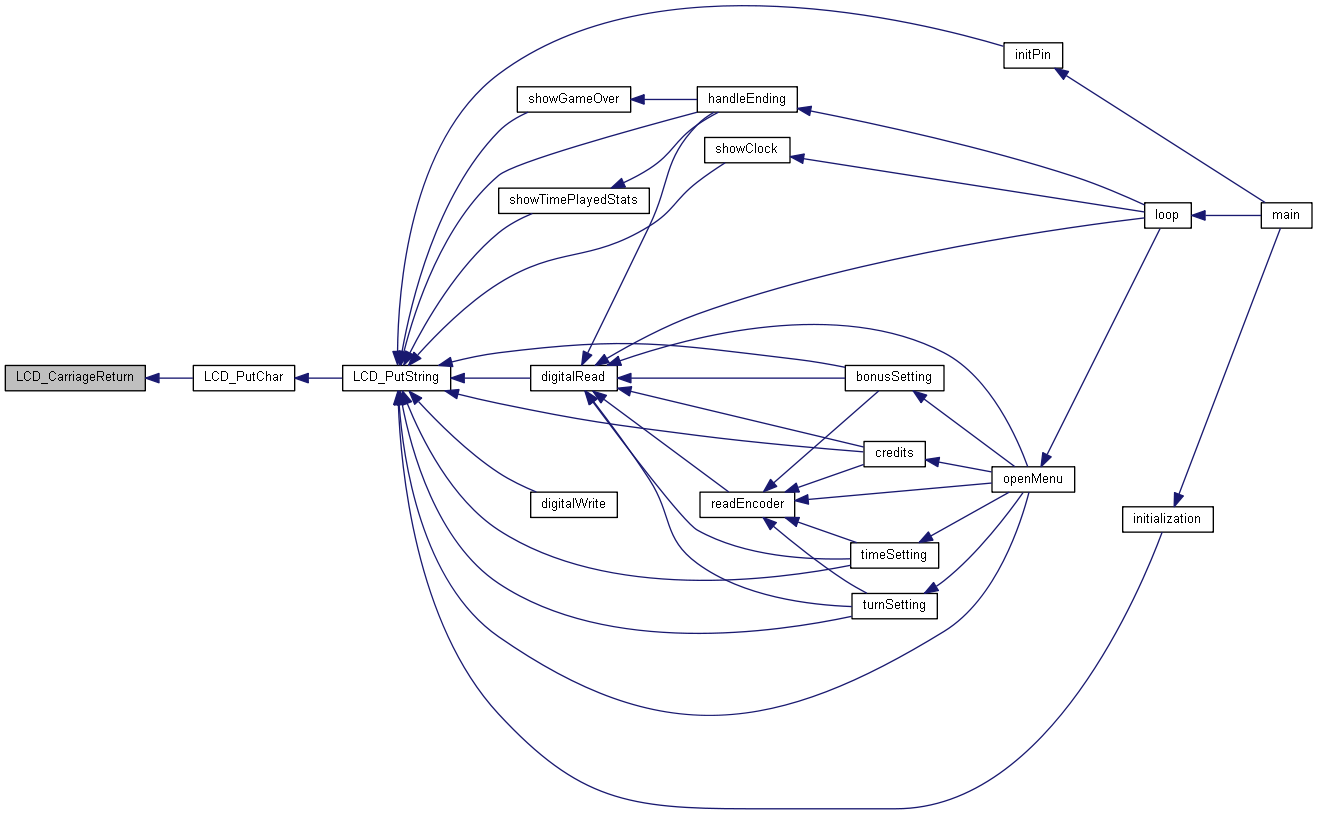 initPin
showGameOver
handleEnding
showClock
showTimePlayedStats
loop
main
LCD_CarriageReturn
LCD_PutChar
LCD_PutString
digitalRead
bonusSetting
credits
openMenu
digitalWrite
readEncoder
initialization
timeSetting
turnSetting